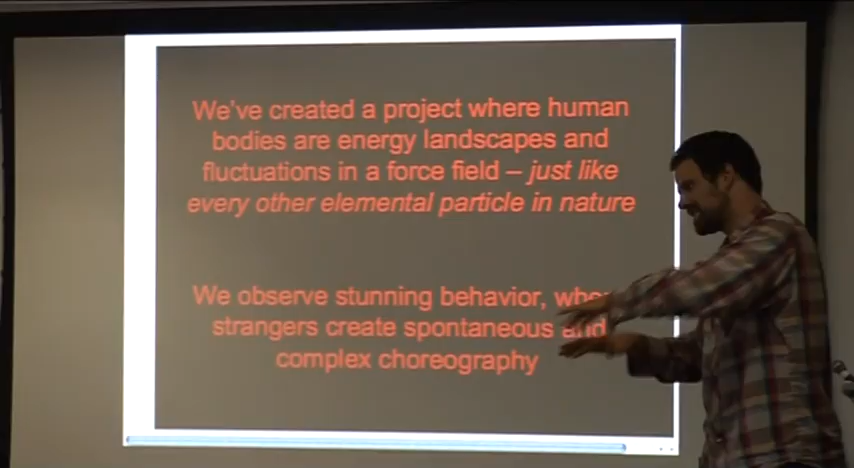 We've created a project where human
bodies are energy landscapes and
fluctuations in a force field – just like
every other elemental particle in nature
We observe stunning behavior, where
strangers create spontaneous and
complex choreography